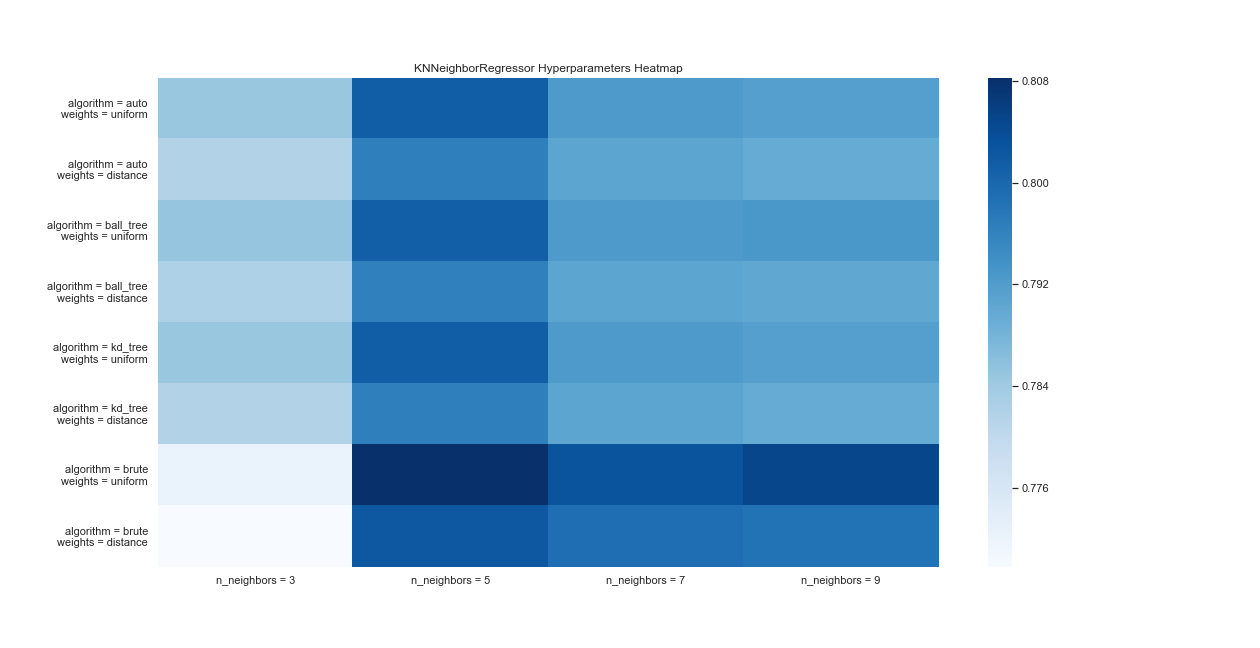 KNNeighborRegressor Hyperparameters Heatmap
algorithm = auto
weights = uniform
algorithm = auto
weights = distance
algorithm = ball_tree
weights = uniform
algorithm = ball_tree
weights = distance
algorithm = kd_tree
weights = uniform
algorithm = kd_tree
weights = distance
algorithm = brute
weights = uniform
algorithm = brute
weights = distance
n_neighbors = 3
n_neighbors = 5
n_neighbors = 7
n_neighbors = 9
0.808
0.800
0.792
0.784
0.776